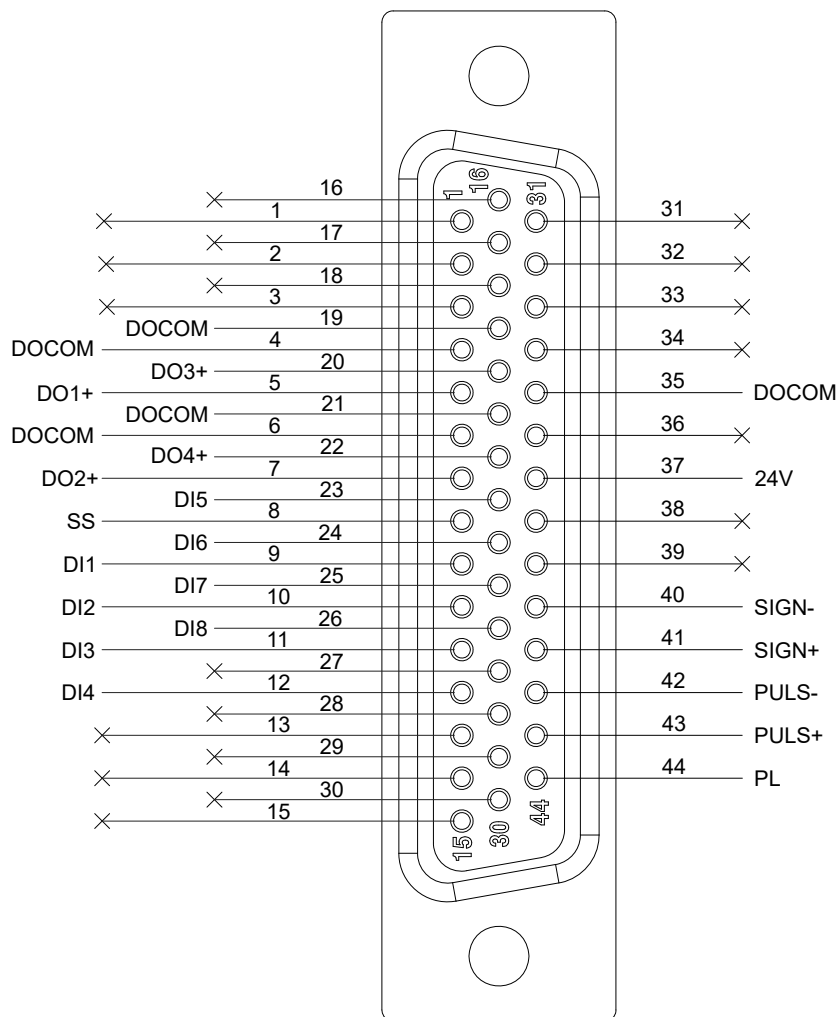 1 16 31
16
1 31
17
2 32
18
3 33
DOCOM 19
DOCOM 4 34
DO3+ 20
DO1+ 5 35 DOCOM
DOCOM 21
DOCOM 6 36
DO4+ 22
DO2+ 7 37 24V
DI5 23
SS 8 38
DI6 24
DI1 9 39
DI7 25
DI2 10 40 SIGN-
DI8 26
DI3 11 41 SIGN+
27
DI4 12 42 PULS-
28
13 43 PULS+
29
14 44 PL
30
15
15 30 44